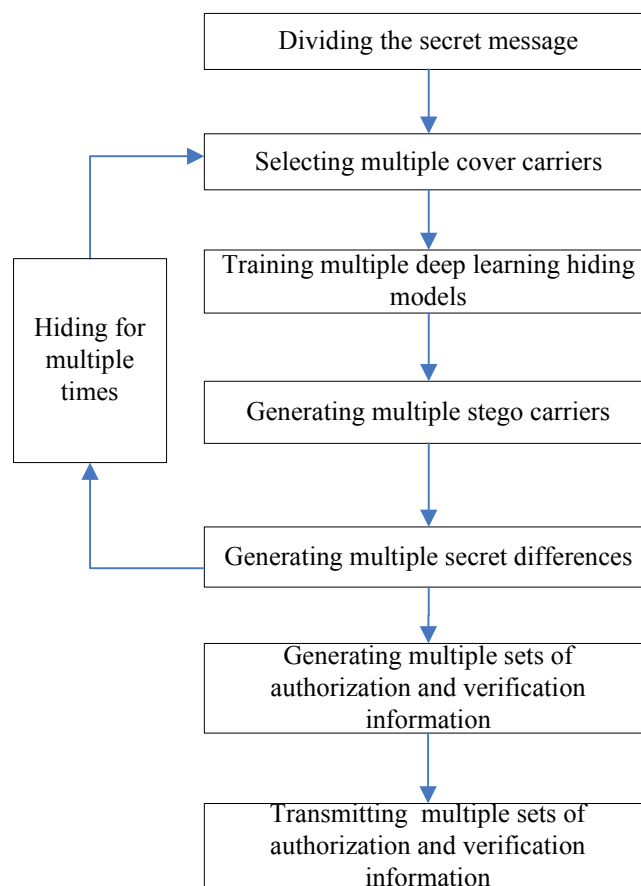 Dividing the secret message
Selecting multiple cover carriers
Training multiple deep learning hiding
models
Hiding for
multiple
times
Generating multiple stego carriers
Generating multiple secret differences
Generating multiple sets of
authorization and verification
information
Transmitting multiple sets of
authorization and verification
information